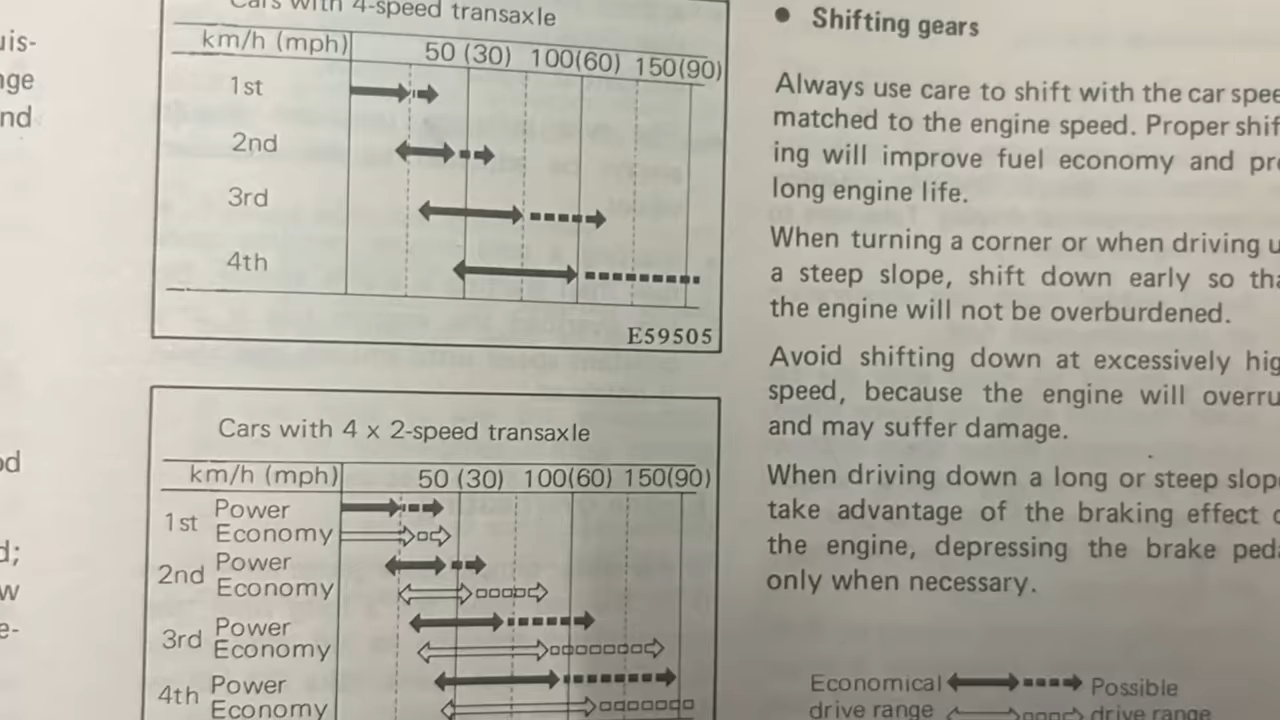 Cars with 4-speed transaxle
km/h (mph) 50 (30) 100(60) 150(90)
1st
2nd
3rd
4th
E59505
Cars with 4 x 2-speed transaxle
km/h (mph) 50 (30) 100(60) 150(90)
1st Power
Economy
2nd Power
Economy
3rd Power
Economy
4th Power
Economy
● Shifting gears
Always use care to shift with the car spee
matched to the engine speed. Proper shif
ing will improve fuel economy and pro
long engine life.
When turning a corner or when driving u
a steep slope, shift down early so tha
the engine will not be overburdened.
Avoid shifting down at excessively hig
speed, because the engine will overru
and may suffer damage.
When driving down a long or steep slope
take advantage of the braking effect o
the engine, depressing the brake peda
only when necessary.
Economical Possible
drive range drive range